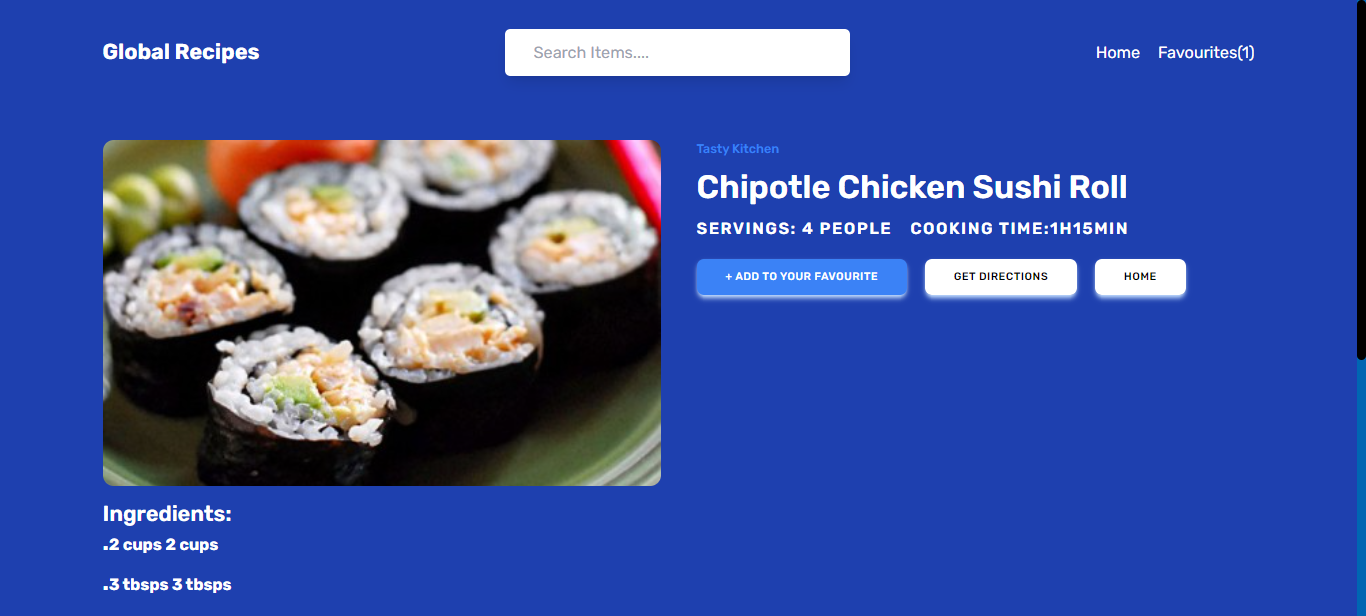 Global Recipes
Search Items....
Home
Favourites(1)
Tasty Kitchen
Chipotle Chicken Sushi Roll
SERVINGS: 4 PEOPLE
COOKING TIME:1H15MIN
+ ADD TO YOUR FAVOURITE
GET DIRECTIONS
HOME
Ingredients:
.2 cups 2 cups
.3 tbsps 3 tbsps